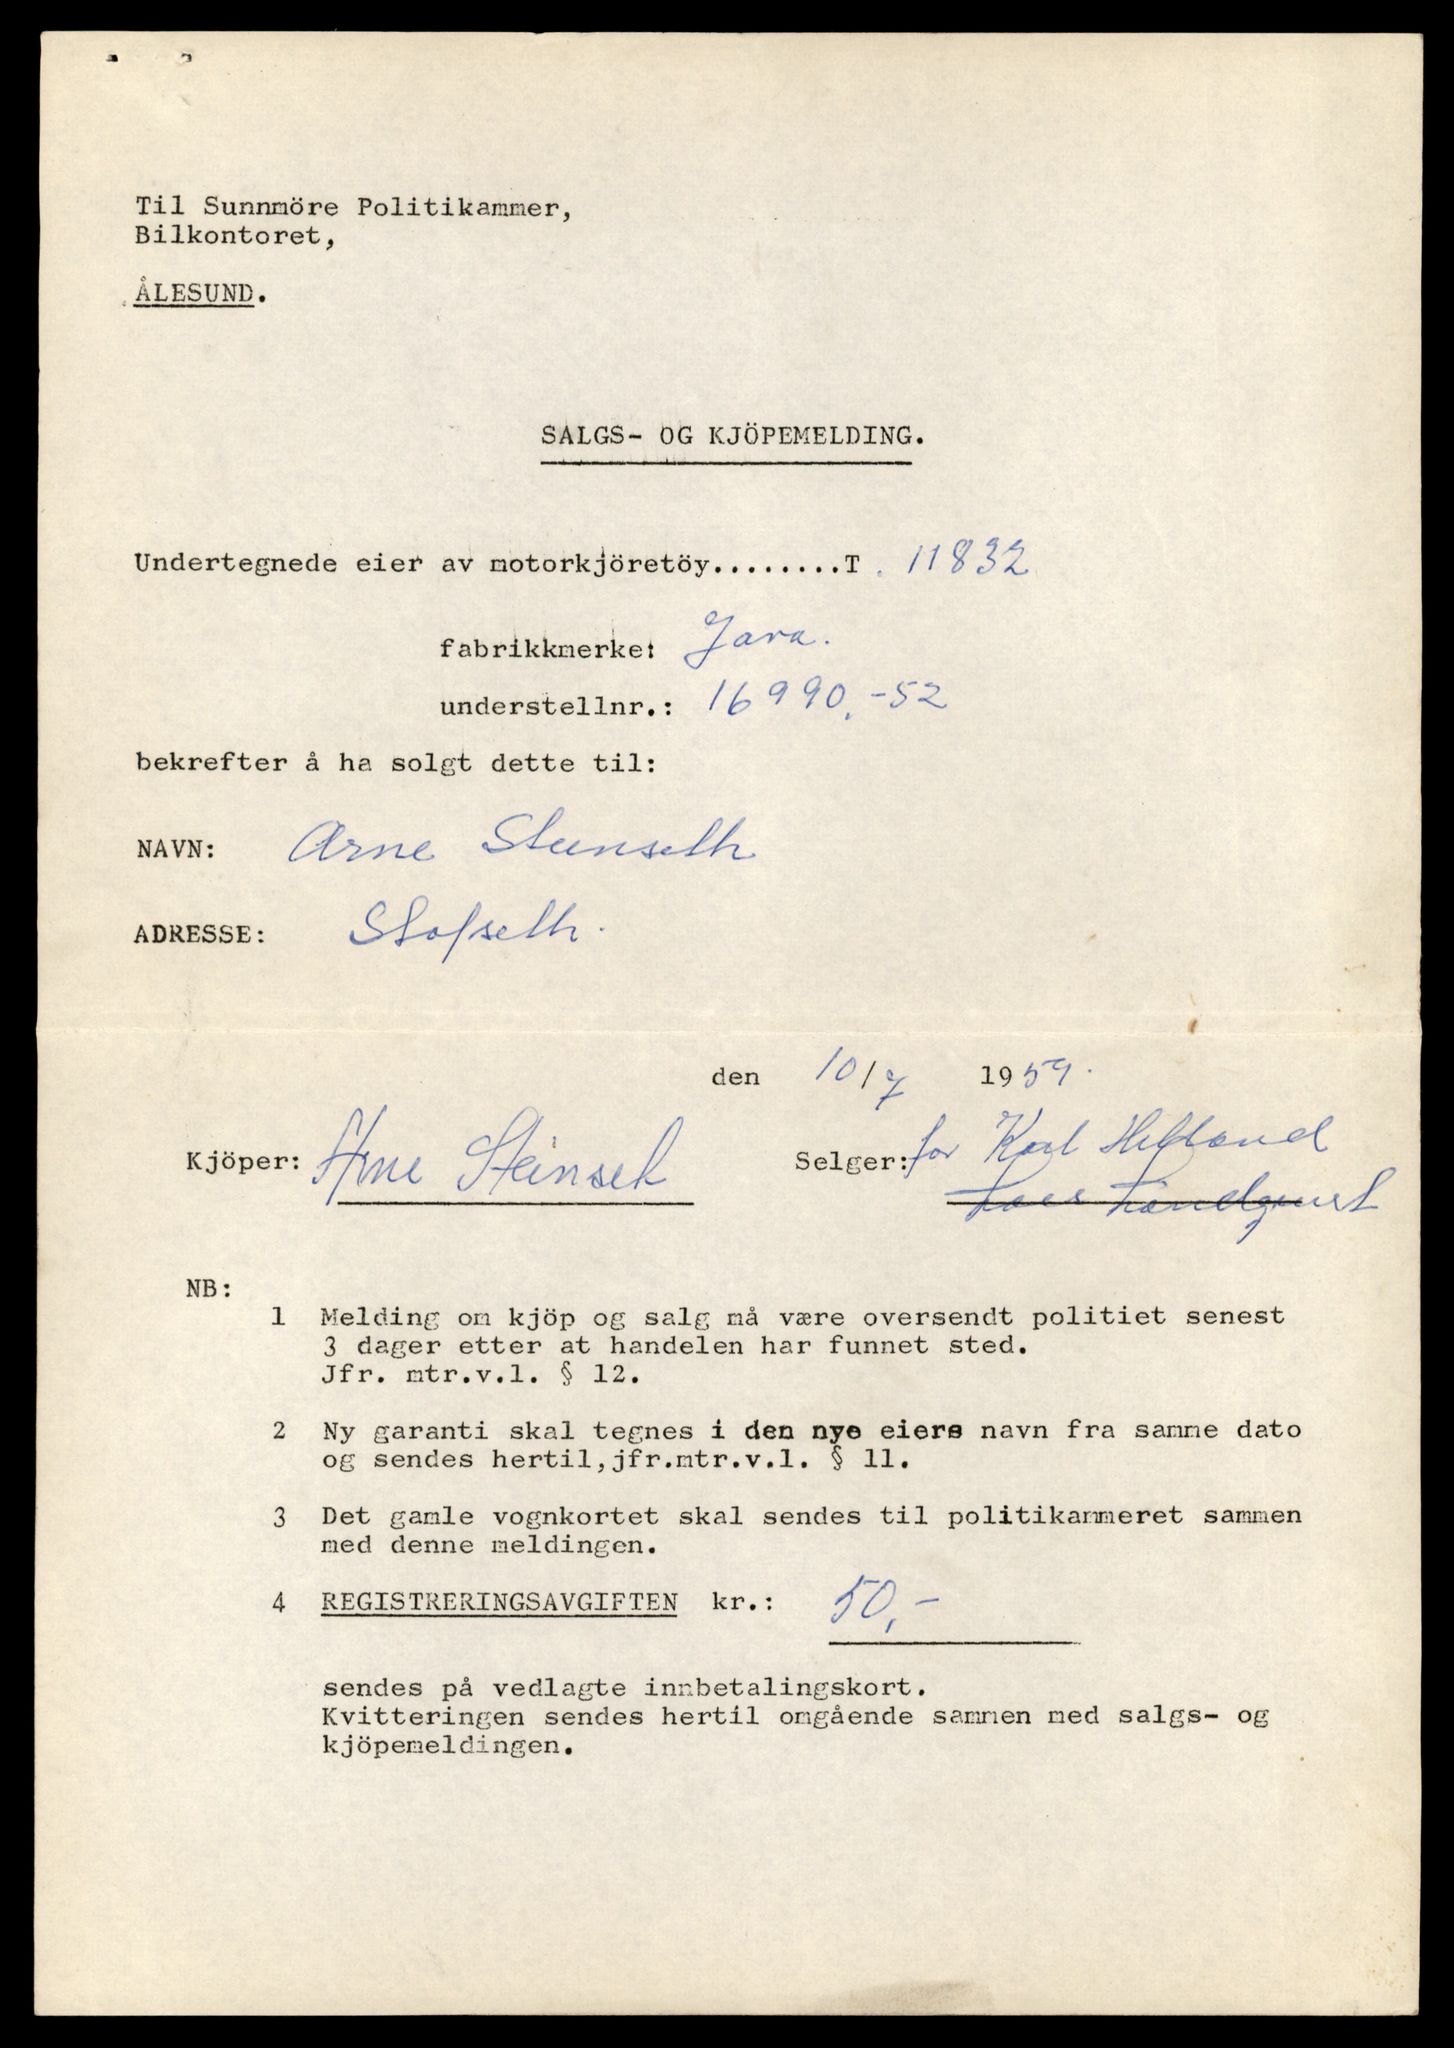 Til Sunnmöre Politikammer,
Bilkontoret,
ÅLESUND.
SALGS- OG KJÖPEMELDING.
Undertegnede eier av motorkjöretöy........T. 11832
fabrikkmerke: Java.
understellnr.: 16990,-52
bekrefter å ha solgt dette til:
NAVN: Arne Steinseth
ADRESSE: Stofseth.
den 10/7 1959.
Kjöper: Arne Steinset Selger: for Karl
NB:
1 Melding om kjöp og salg må være oversendt politiet senest
3 dager etter at handelen har funnet sted.
Jfr. mtr.v.l. § 12.
2 Ny garanti skal tegnes i den nye eiers navn fra samme dato
og sendes hertil,jfr.mtr.v.l. § 11.
3 Det gamle vognkortet skal sendes til politikammeret sammen
med denne meldingen.
4 REGISTRERINGSAVGIFTEN kr.: 50,-
sendes på vedlagte innbetalingskort.
Kvitteringen sendes hertil omgående sammen med salgs- og
kjöpemeldingen.